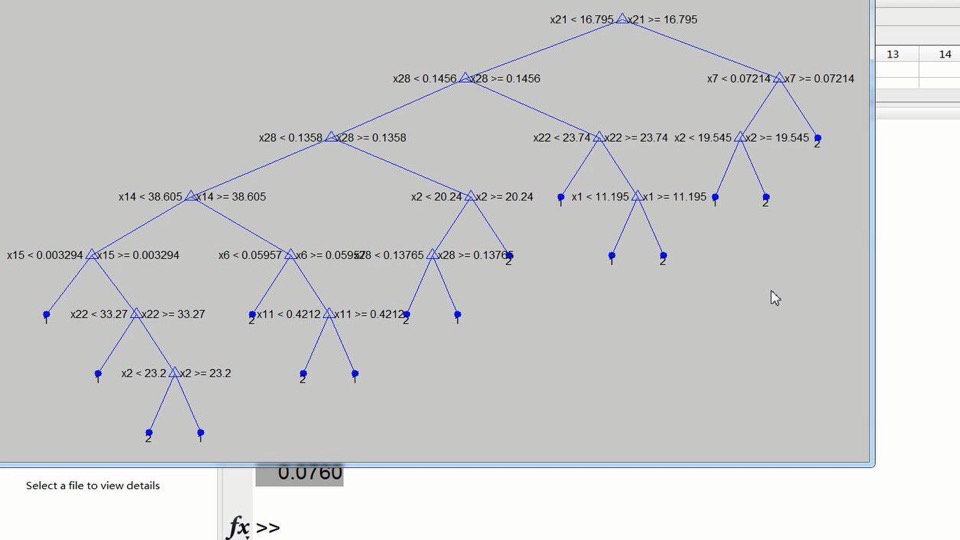 x21 < 16.795 x21 >= 16.795
13 14
x28 < 0.1456 x28 >= 0.1456 x7 < 0.07214 x7 >= 0.07214
x28 < 0.1358 x28 >= 0.1358 x22 < 23.74 x22 >= 23.74 x2 < 19.545 x2 >= 19.545 2
x14 < 38.605 x14 >= 38.605 x2 < 20.24 x2 >= 20.24 1 x1 < 11.195 x1 >= 11.195 1 2
x15 < 0.003294 x15 >= 0.003294 x6 < 0.05957 x6 >= 0.05957 x28 < 0.13765 x28 >= 0.13765 2 1 2
1 x22 < 33.27 x22 >= 33.27 2 x11 < 0.4212 x11 >= 0.4212 2 1
1 x2 < 23.2 x2 >= 23.2 2 1
2 1
0.0760
Select a file to view details
fx >>